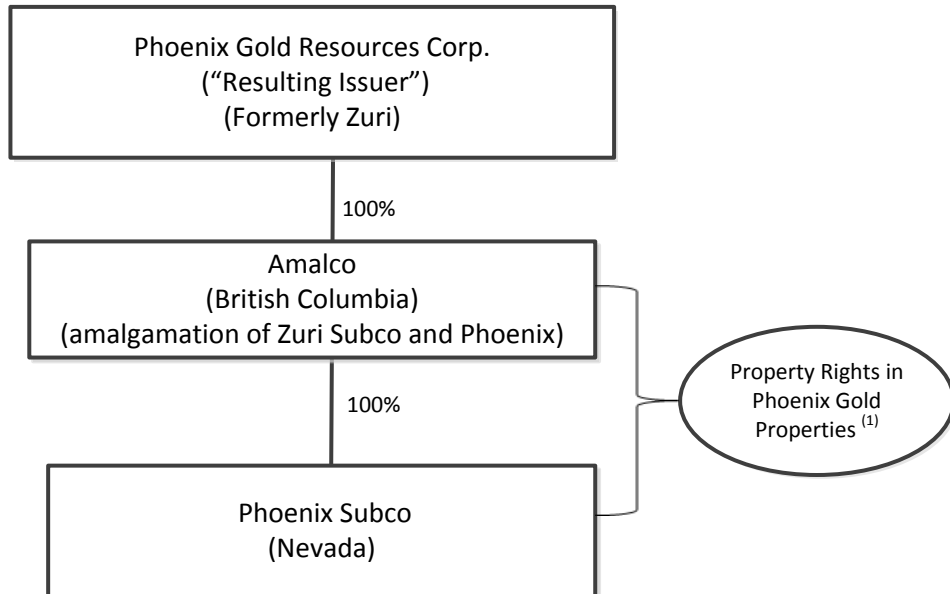 Phoenix Gold Resources Corp.
(“Resulting Issuer”)
(Formerly Zuri)
100%
Amalco
(British Columbia)
(amalgamation of Zuri Subco and Phoenix)
100%
Property Rights in
Phoenix Gold
Properties (1)
Phoenix Subco
(Nevada)